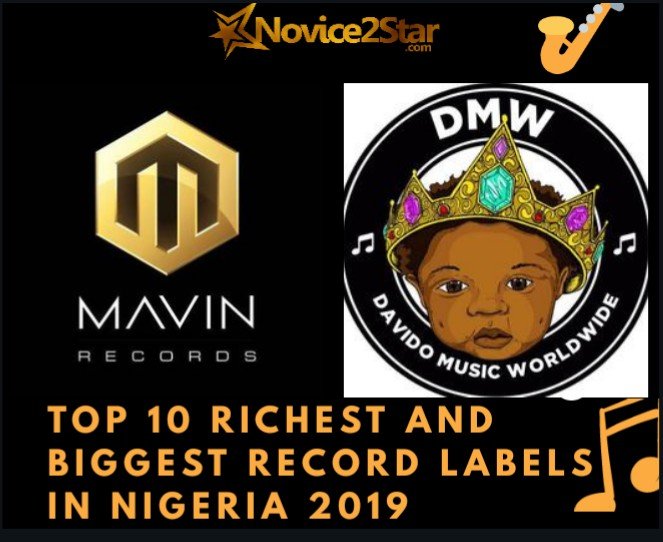 Novice2Star
.com
MAVIN
RECORDS
DMW
DAVIDO MUSIC WORLDWIDE
TOP 10 RICHEST AND
BIGGEST RECORD LABELS
IN NIGERIA 2019